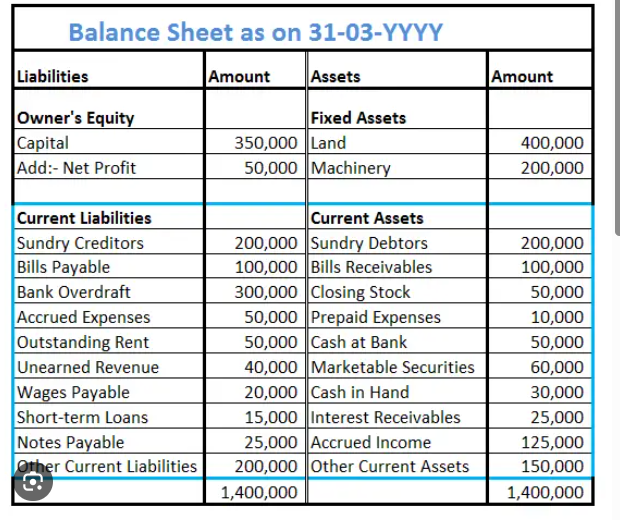 Balance Sheet as on 31-03-YYYY
Liabilities Amount Assets Amount
Owner's Equity Fixed Assets
Capital 350,000 Land 400,000
Add:- Net Profit 50,000 Machinery 200,000
Current Liabilities Current Assets
Sundry Creditors 200,000 Sundry Debtors 200,000
Bills Payable 100,000 Bills Receivables 100,000
Bank Overdraft 300,000 Closing Stock 50,000
Accrued Expenses 50,000 Prepaid Expenses 10,000
Outstanding Rent 50,000 Cash at Bank 50,000
Unearned Revenue 40,000 Marketable Securities 60,000
Wages Payable 20,000 Cash in Hand 30,000
Short-term Loans 15,000 Interest Receivables 25,000
Notes Payable 25,000 Accrued Income 125,000
Other Current Liabilities 200,000 Other Current Assets 150,000
1,400,000 1,400,000